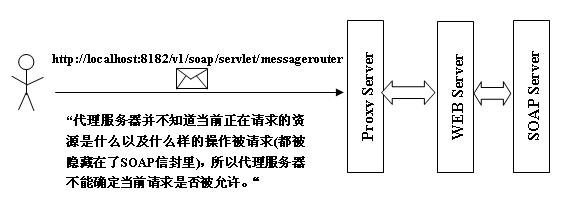 http://localhost:8182/v1/soap/servlet/messagerouter
“代理服务器并不知道当前正在请求的资
源是什么以及什么样的操作被请求(都被
隐藏在了SOAP信封里)，所以代理服务器
不能确定当前请求是否被允许。“
Proxy Server
WEB Server
SOAP Server